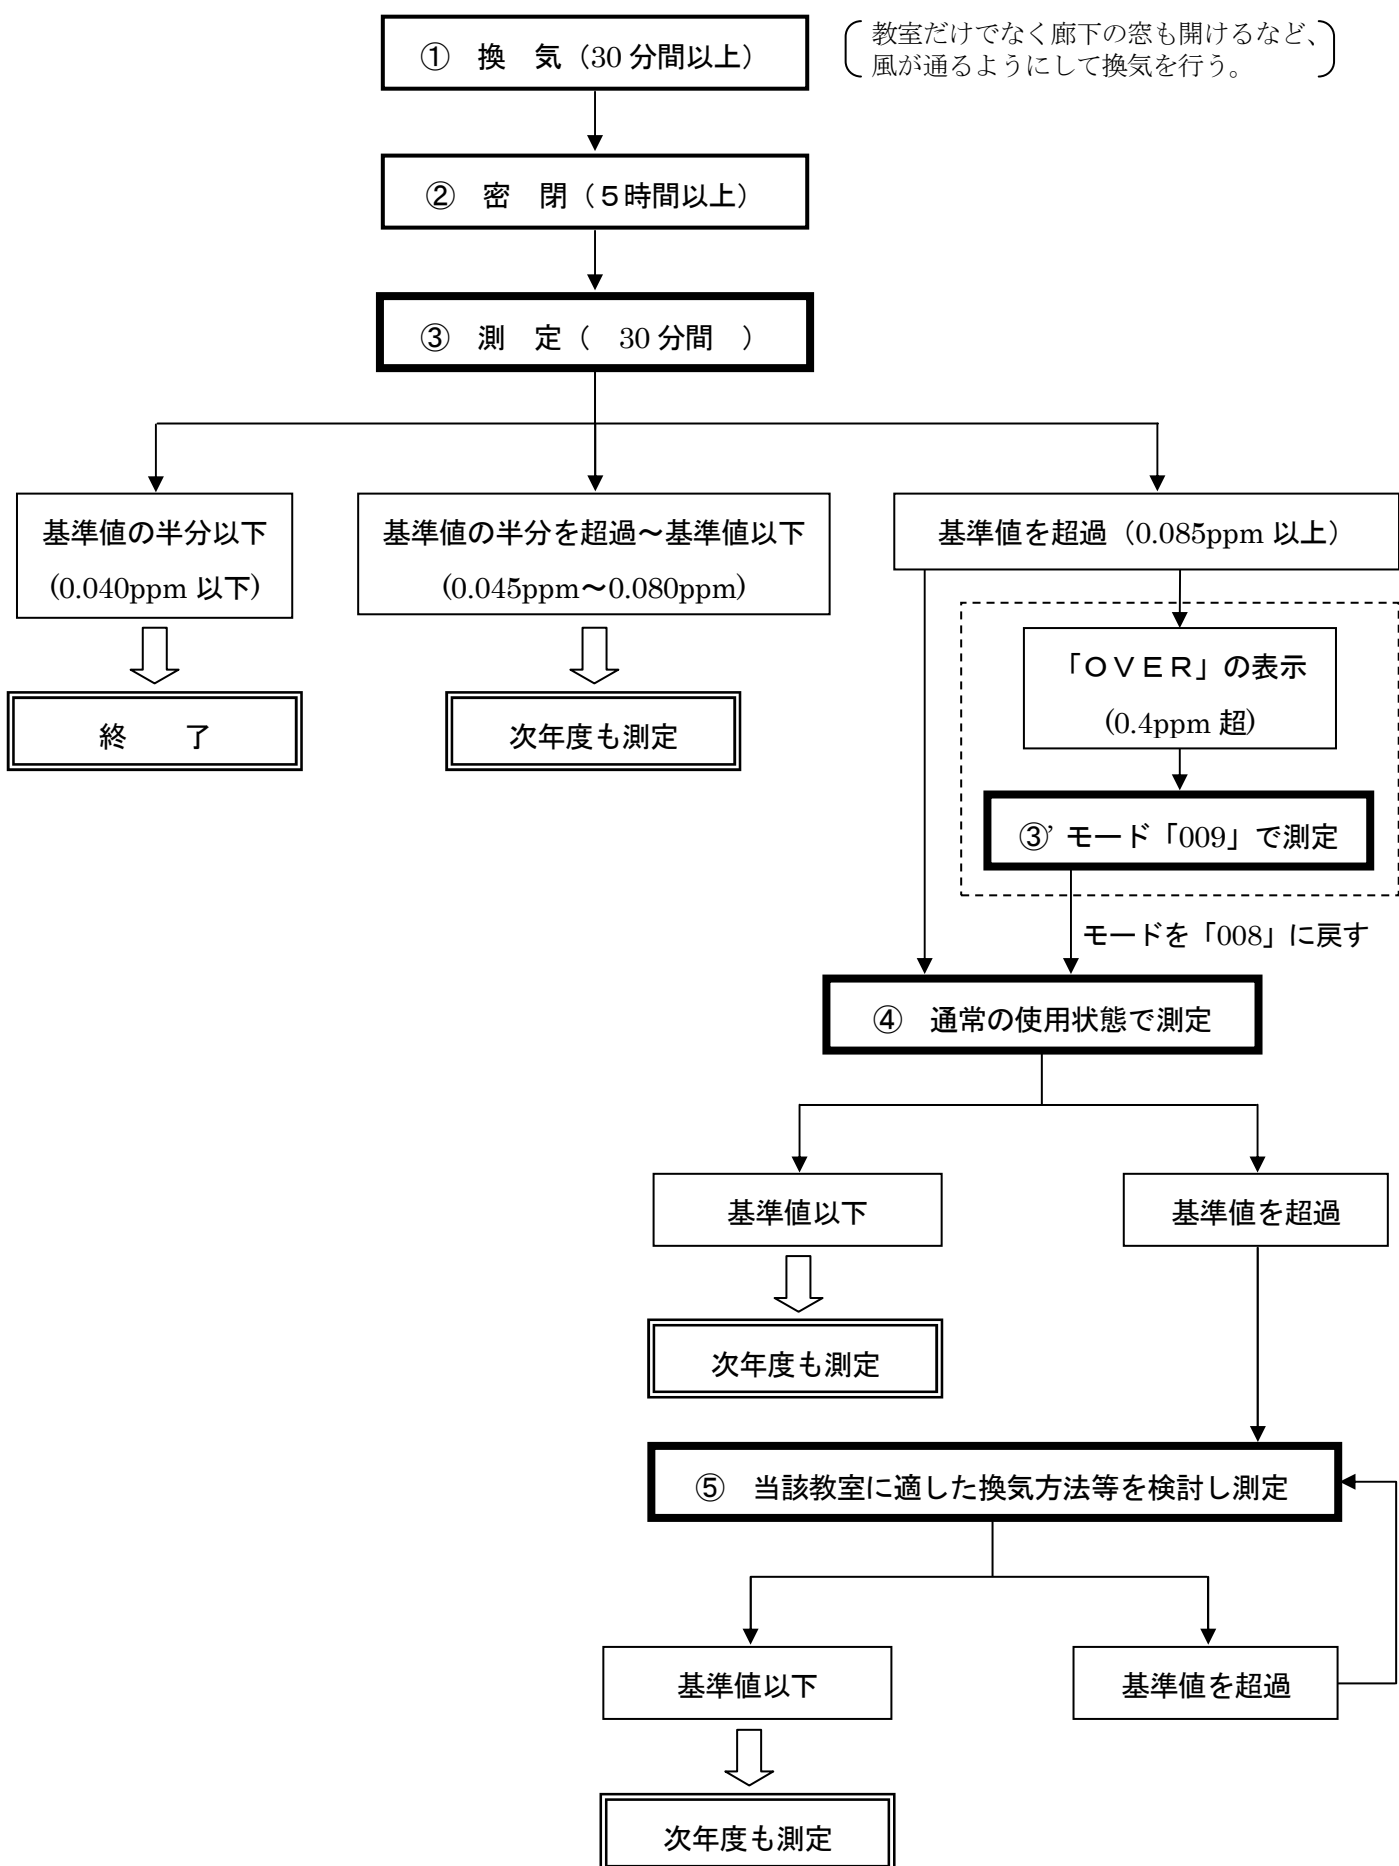 ① 換 気（30 分間以上）
教室だけでなく廊下の窓も開けるなど、
風が通るようにして換気を行う。
② 密 閉（５時間以上）
③ 測 定（ 30 分間 ）
基準値の半分以下
(0.040ppm 以下)
基準値の半分を超過～基準値以下
(0.045ppm～0.080ppm)
基準値を超過（0.085ppm 以上）
終 了
次年度も測定
「ＯＶＥＲ」の表示
(0.4ppm 超)
③’ モード「009」で測定
モードを「008」に戻す
④ 通常の使用状態で測定
基準値以下
基準値を超過
次年度も測定
⑤ 当該教室に適した換気方法等を検討し測定
基準値以下
基準値を超過
次年度も測定